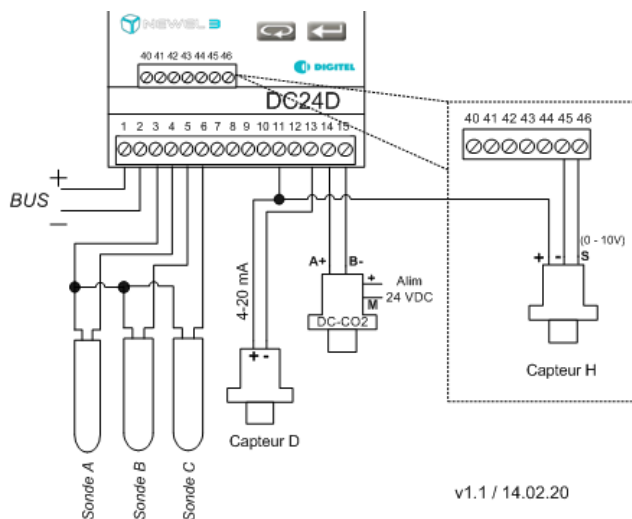 NEWEL 3
40 41 42 43 44 45 46
DIGITEL
DC24D
1 2 3 4 5 6 7 8 9 10 11 12 13 14 15
40 41 42 43 44 45 46
+
BUS
–
(0 - 10V)
+ - S
A+ B-
4-20 mA
+ Alim
M 24 VDC
DC-CO2
+ -
Capteur H
Capteur D
Sonde A
Sonde B
Sonde C
v1.1 / 14.02.20